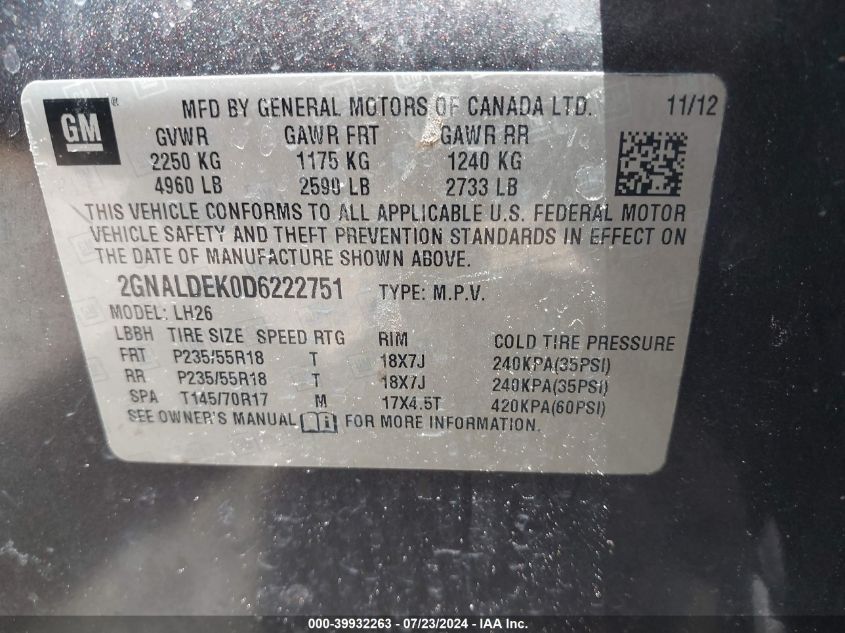 GM ® MFD BY GENERAL MOTORS OF CANADA LTD. 11/12
GVWR GAWR FRT GAWR RR
2250 KG 1175 KG 1240 KG
4960 LB 2590 LB 2733 LB
THIS VEHICLE CONFORMS TO ALL APPLICABLE U.S. FEDERAL MOTOR
VEHICLE SAFETY AND THEFT PREVENTION STANDARDS IN EFFECT ON
THE DATE OF MANUFACTURE SHOWN ABOVE.
2GNALDEK0D6222751 TYPE: M.P.V.
MODEL: LH26
LBBH TIRE SIZE SPEED RTG RIM COLD TIRE PRESSURE
FRT P235/55R18 T 18X7J 240KPA(35PSI)
RR P235/55R18 T 18X7J 240KPA(35PSI)
SPA T145/70R17 M 17X4.5T 420KPA(60PSI)
SEE OWNER'S MANUAL i FOR MORE INFORMATION.
000-39932263 - 07/23/2024 - IAA Inc.